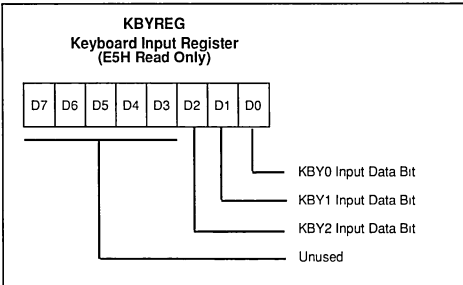 KBYREG
Keyboard Input Register
(E5H Read Only)
D7 D6 D5 D4 D3 D2 D1 D0
KBY0 Input Data Bit
KBY1 Input Data Bit
KBY2 Input Data Bit
Unused